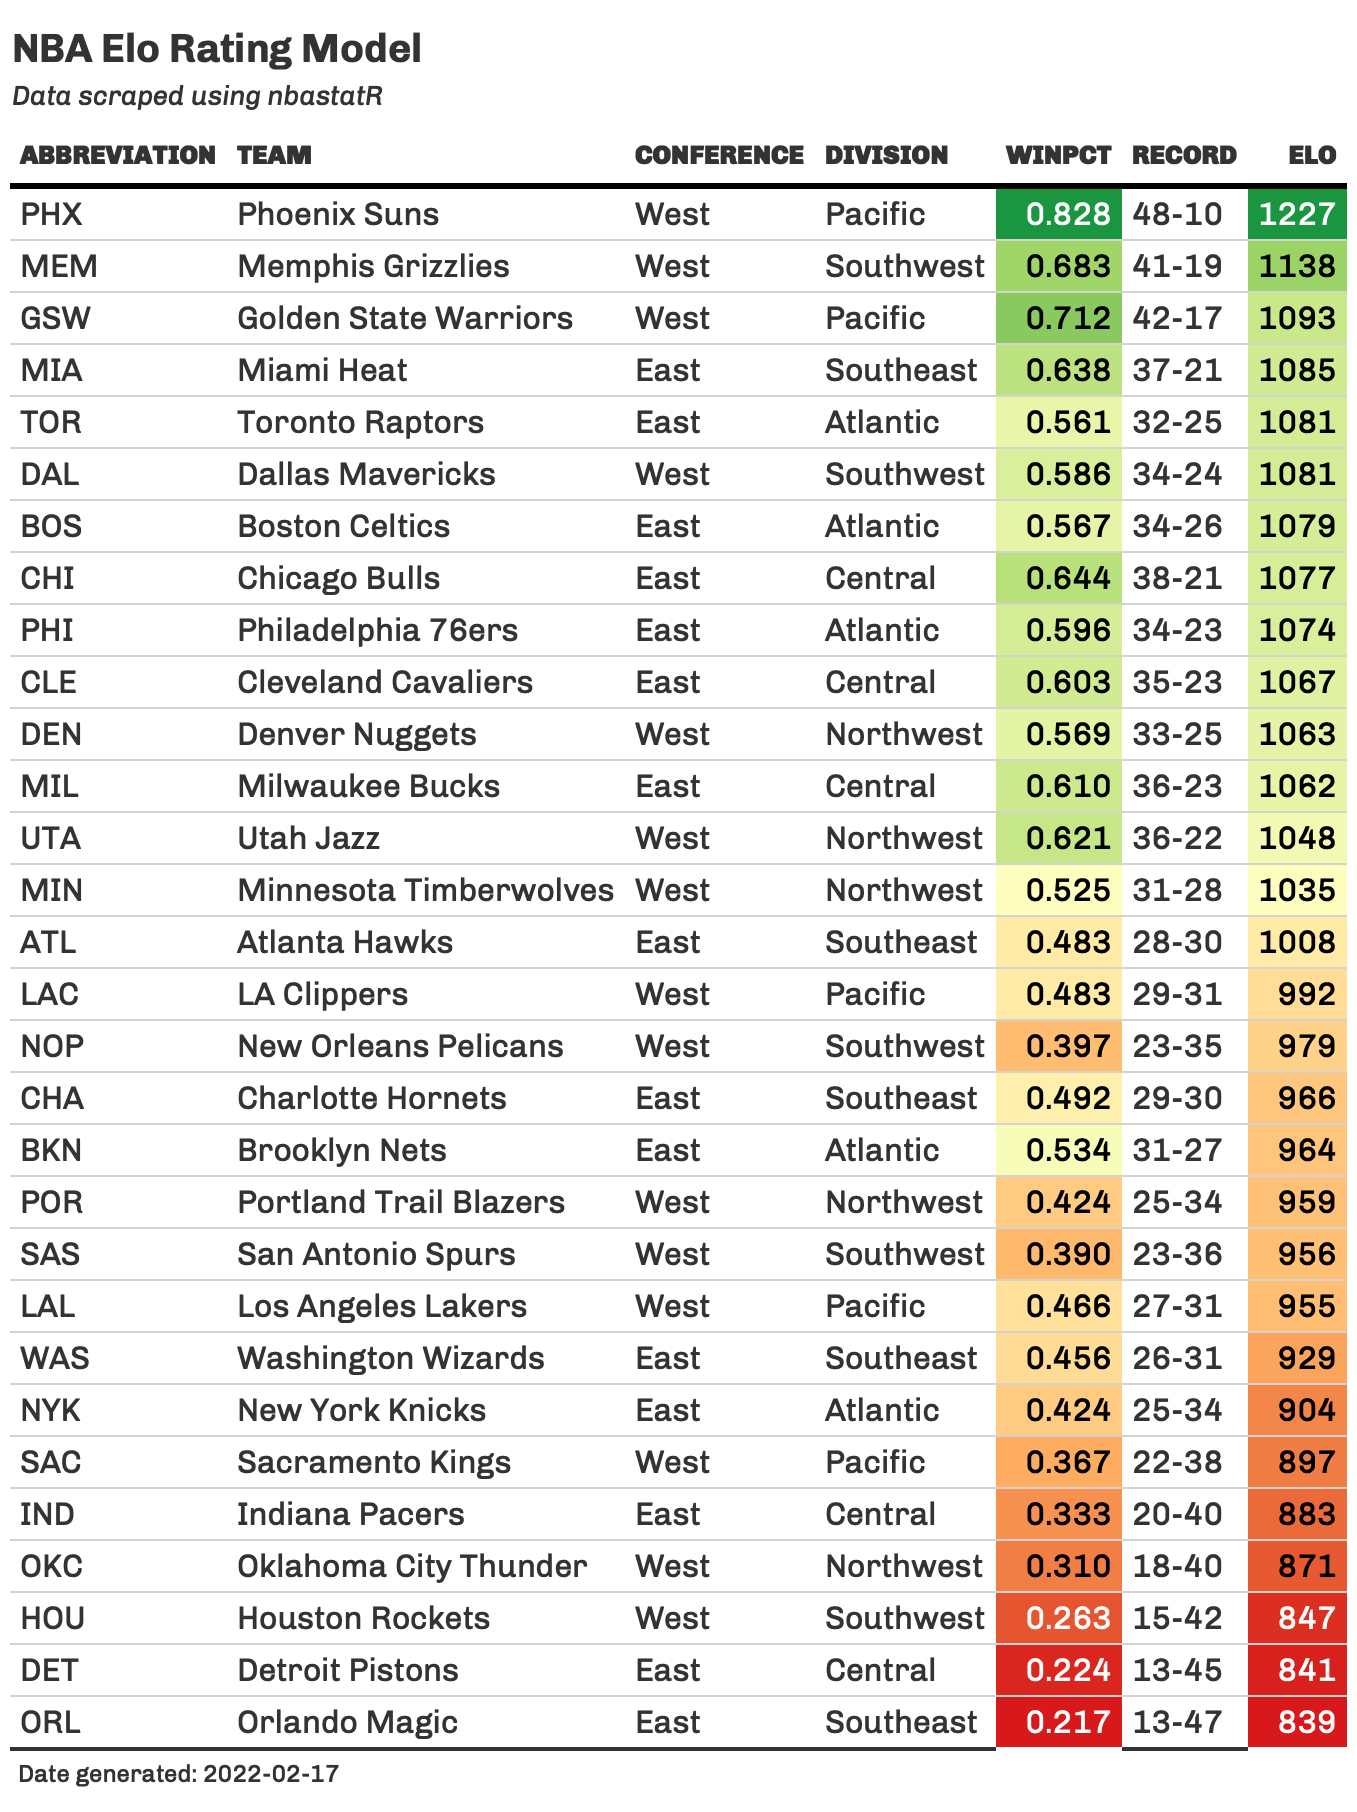 NBA Elo Rating Model
Data scraped using nbastatR
ABBREVIATION TEAM CONFERENCE DIVISION WINPCT RECORD ELO
PHX Phoenix Suns West Pacific 0.828 48-10 1227
MEM Memphis Grizzlies West Southwest 0.683 41-19 1138
GSW Golden State Warriors West Pacific 0.712 42-17 1093
MIA Miami Heat East Southeast 0.638 37-21 1085
TOR Toronto Raptors East Atlantic 0.561 32-25 1081
DAL Dallas Mavericks West Southwest 0.586 34-24 1081
BOS Boston Celtics East Atlantic 0.567 34-26 1079
CHI Chicago Bulls East Central 0.644 38-21 1077
PHI Philadelphia 76ers East Atlantic 0.596 34-23 1074
CLE Cleveland Cavaliers East Central 0.603 35-23 1067
DEN Denver Nuggets West Northwest 0.569 33-25 1063
MIL Milwaukee Bucks East Central 0.610 36-23 1062
UTA Utah Jazz West Northwest 0.621 36-22 1048
MIN Minnesota Timberwolves West Northwest 0.525 31-28 1035
ATL Atlanta Hawks East Southeast 0.483 28-30 1008
LAC LA Clippers West Pacific 0.483 29-31 992
NOP New Orleans Pelicans West Southwest 0.397 23-35 979
CHA Charlotte Hornets East Southeast 0.492 29-30 966
BKN Brooklyn Nets East Atlantic 0.534 31-27 964
POR Portland Trail Blazers West Northwest 0.424 25-34 959
SAS San Antonio Spurs West Southwest 0.390 23-36 956
LAL Los Angeles Lakers West Pacific 0.466 27-31 955
WAS Washington Wizards East Southeast 0.456 26-31 929
NYK New York Knicks East Atlantic 0.424 25-34 904
SAC Sacramento Kings West Pacific 0.367 22-38 897
IND Indiana Pacers East Central 0.333 20-40 883
OKC Oklahoma City Thunder West Northwest 0.310 18-40 871
HOU Houston Rockets West Southwest 0.263 15-42 847
DET Detroit Pistons East Central 0.224 13-45 841
ORL Orlando Magic East Southeast 0.217 13-47 839
Date generated: 2022-02-17